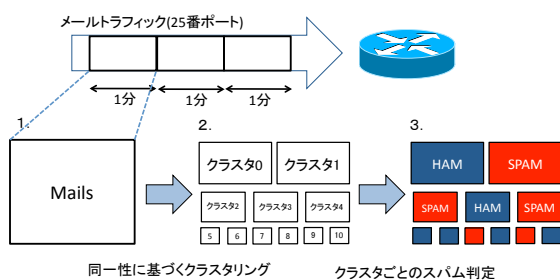 メールトラフィック(25番ポート)
1分 1分 1分
1. 2. 3.
Mails
クラスタ0 クラスタ1
クラスタ2 クラスタ3 クラスタ4
5 6 7 8 9 10
HAM SPAM
SPAM HAM SPAM
同一性に基づくクラスタリング
クラスタごとのスパム判定